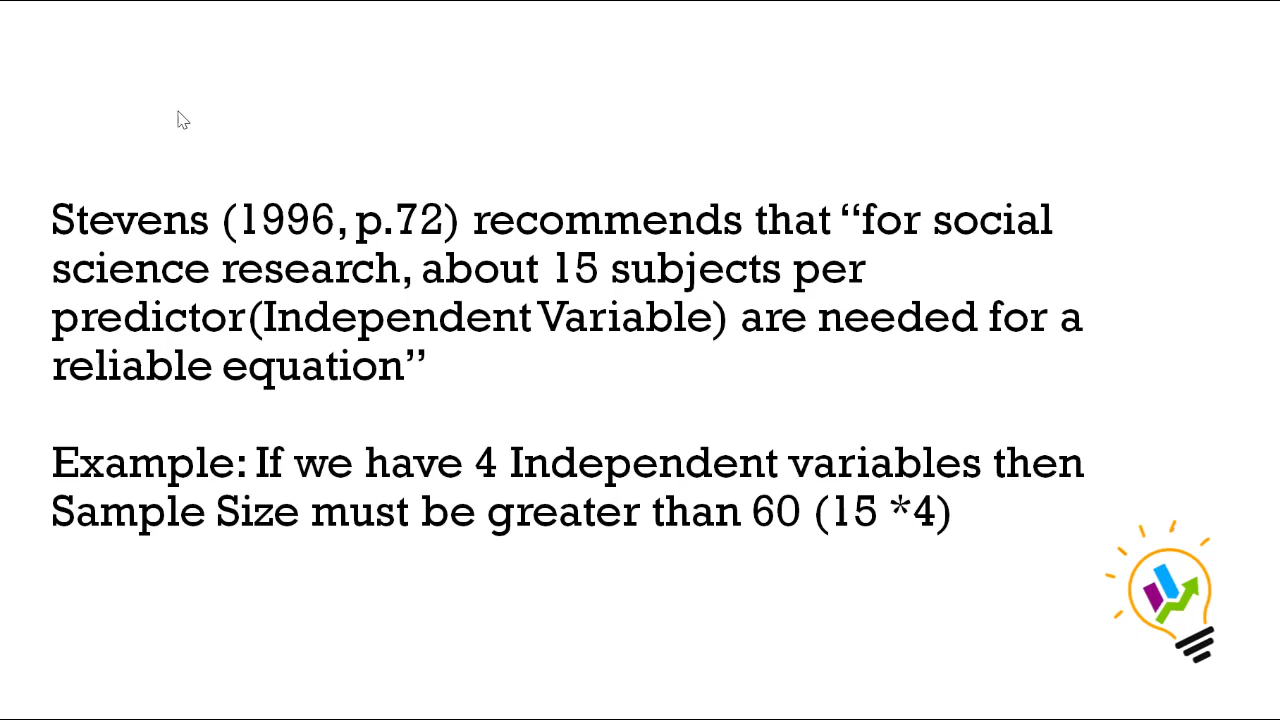 Stevens (1996, p.72) recommends that “for social
science research, about 15 subjects per
predictor(Independent Variable) are needed for a
reliable equation”
Example: If we have 4 Independent variables then
Sample Size must be greater than 60 (15 *4)